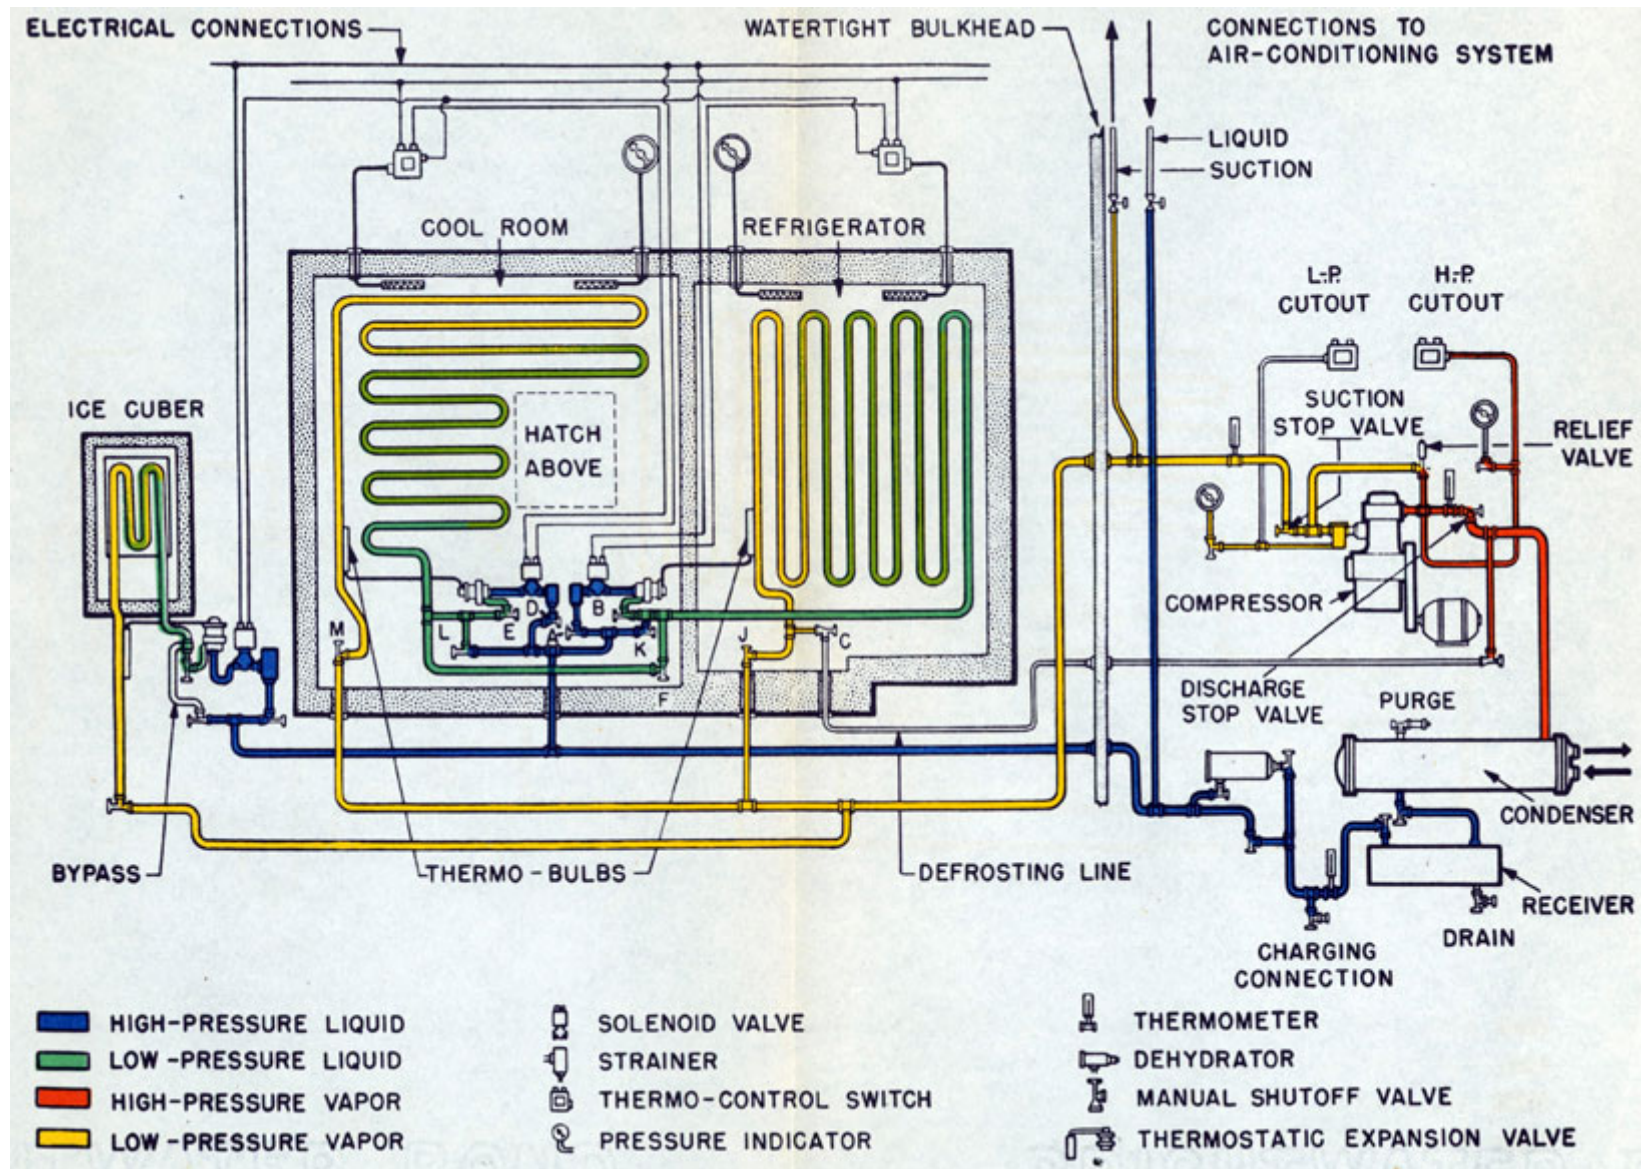 ELECTRICAL CONNECTIONS
WATERTIGHT BULKHEAD
CONNECTIONS TO
AIR-CONDITIONING SYSTEM
LIQUID
SUCTION
COOL ROOM
REFRIGERATOR
L.-P.
CUTOUT
H.-P.
CUTOUT
ICE CUBER
HATCH
ABOVE
SUCTION
STOP VALVE
RELIEF
VALVE
COMPRESSOR
M
L
E
D
A
B
K
J
C
F
DISCHARGE
STOP VALVE
PURGE
CONDENSER
BYPASS
THERMO-BULBS
DEFROSTING LINE
RECEIVER
DRAIN
CHARGING
CONNECTION
HIGH-PRESSURE LIQUID
LOW-PRESSURE LIQUID
HIGH-PRESSURE VAPOR
LOW-PRESSURE VAPOR
SOLENOID VALVE
STRAINER
THERMO-CONTROL SWITCH
PRESSURE INDICATOR
THERMOMETER
DEHYDRATOR
MANUAL SHUTOFF VALVE
THERMOSTATIC EXPANSION VALVE